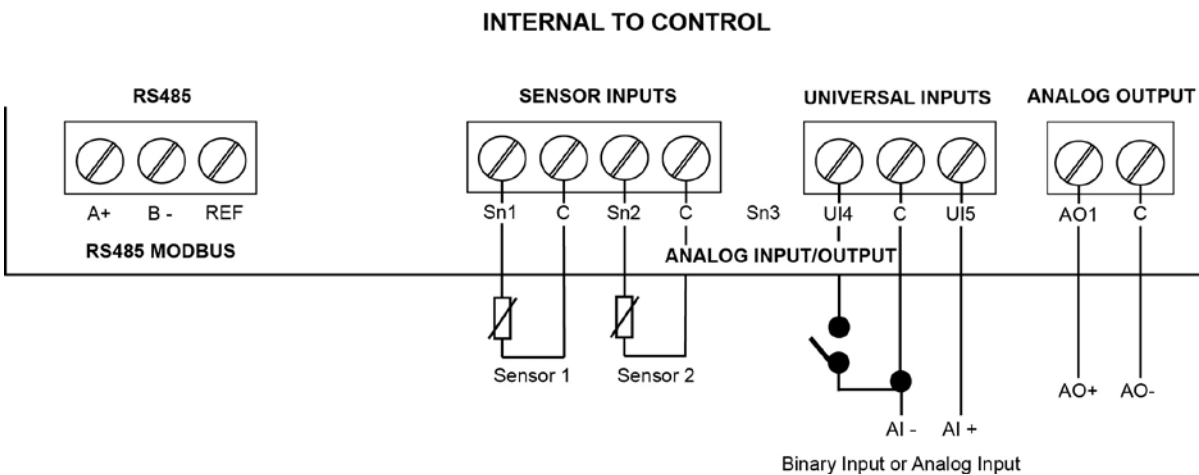 INTERNAL TO CONTROL
RS485
SENSOR INPUTS
UNIVERSAL INPUTS
ANALOG OUTPUT
A+ B - REF
Sn1 C Sn2 C Sn3 UI4 C UI5
AO1 C
RS485 MODBUS
ANALOG INPUT/OUTPUT
Sensor 1
Sensor 2
AO+ AO-
AI - AI +
Binary Input or Analog Input